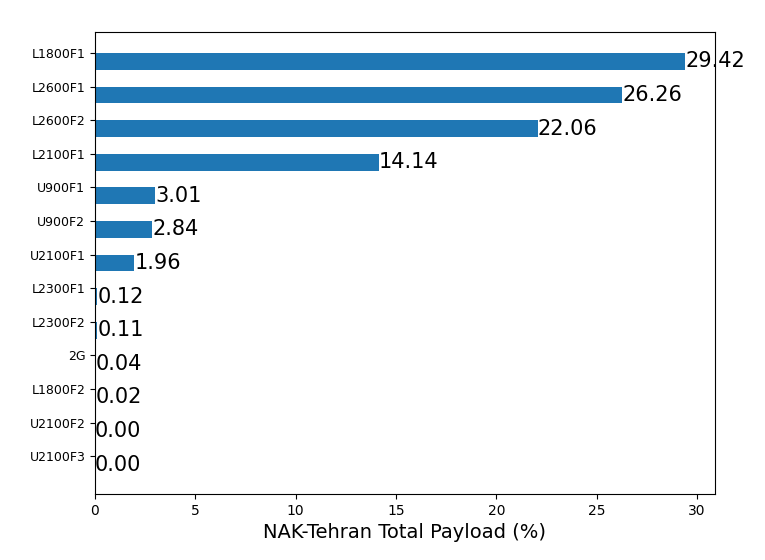 L1800F1 29.42
L2600F1 26.26
L2600F2 22.06
L2100F1 14.14
U900F1 3.01
U900F2 2.84
U2100F1 1.96
L2300F1 0.12
L2300F2 0.11
2G 0.04
L1800F2 0.02
U2100F2 0.00
U2100F3 0.00
0 5 10 15 20 25 30
NAK-Tehran Total Payload (%)